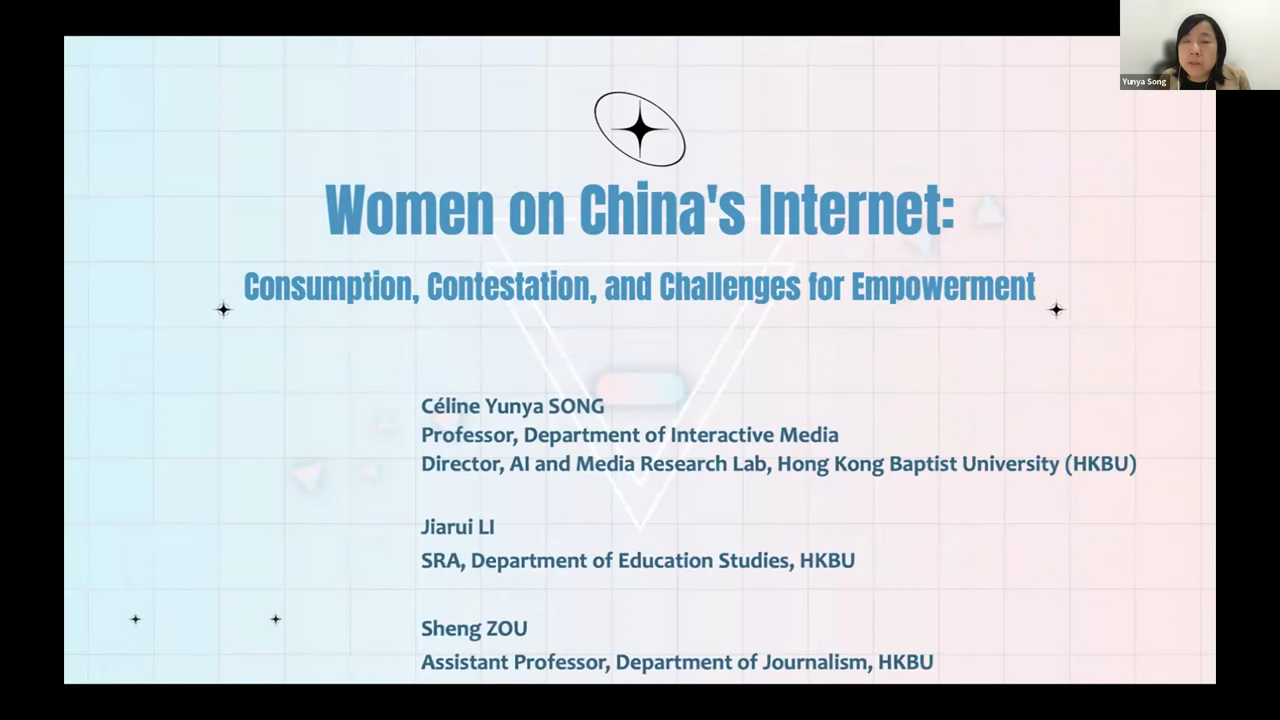 Yunya Song
Women on China's Internet:
Consumption, Contestation, and Challenges for Empowerment
Céline Yunya SONG
Professor, Department of Interactive Media
Director, AI and Media Research Lab, Hong Kong Baptist University (HKBU)
Jiarui LI
SRA, Department of Education Studies, HKBU
Sheng ZOU
Assistant Professor, Department of Journalism, HKBU